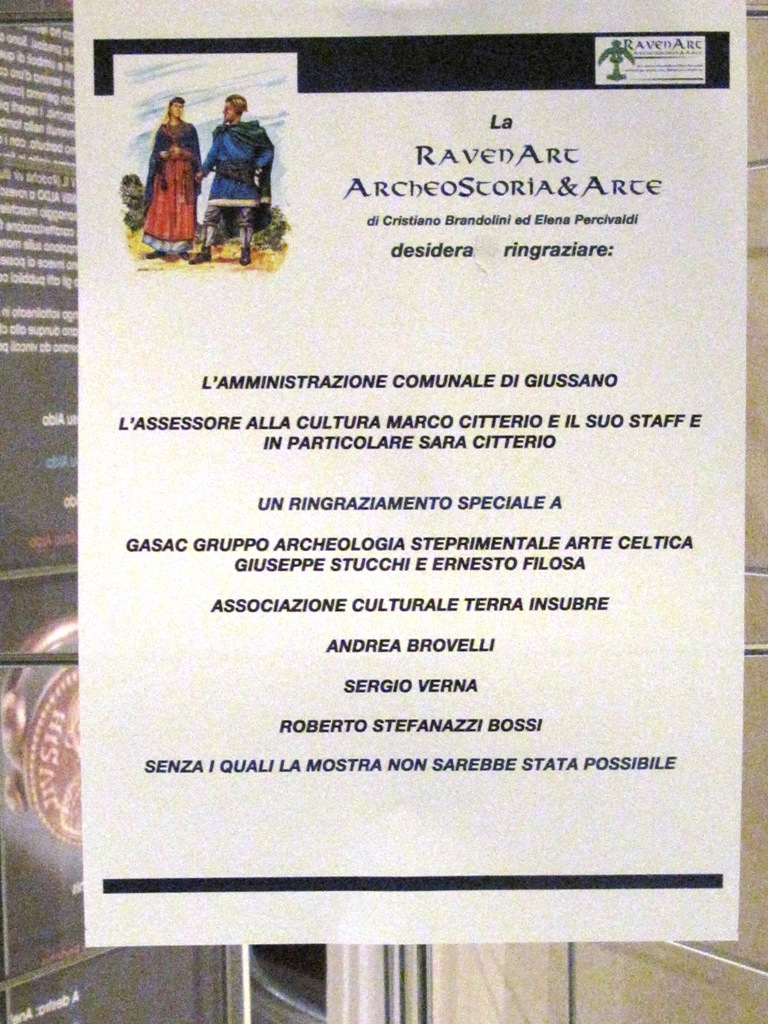 RAVENART
La
RAVENART
ARCHEOSTORIA&ARTE
di Cristiano Brandolini ed Elena Percivaldi
desidera ringraziare:
L'AMMINISTRAZIONE COMUNALE DI GIUSSANO
L'ASSESSORE ALLA CULTURA MARCO CITTERIO E IL SUO STAFF E
IN PARTICOLARE SARA CITTERIO
UN RINGRAZIAMENTO SPECIALE A
GASAC GRUPPO ARCHEOLOGIA STEPRIMENTALE ARTE CELTICA
GIUSEPPE STUCCHI E ERNESTO FILOSA
ASSOCIAZIONE CULTURALE TERRA INSUBRE
ANDREA BROVELLI
SERGIO VERNA
ROBERTO STEFANAZZI BOSSI
SENZA I QUALI LA MOSTRA NON SAREBBE STATA POSSIBILE